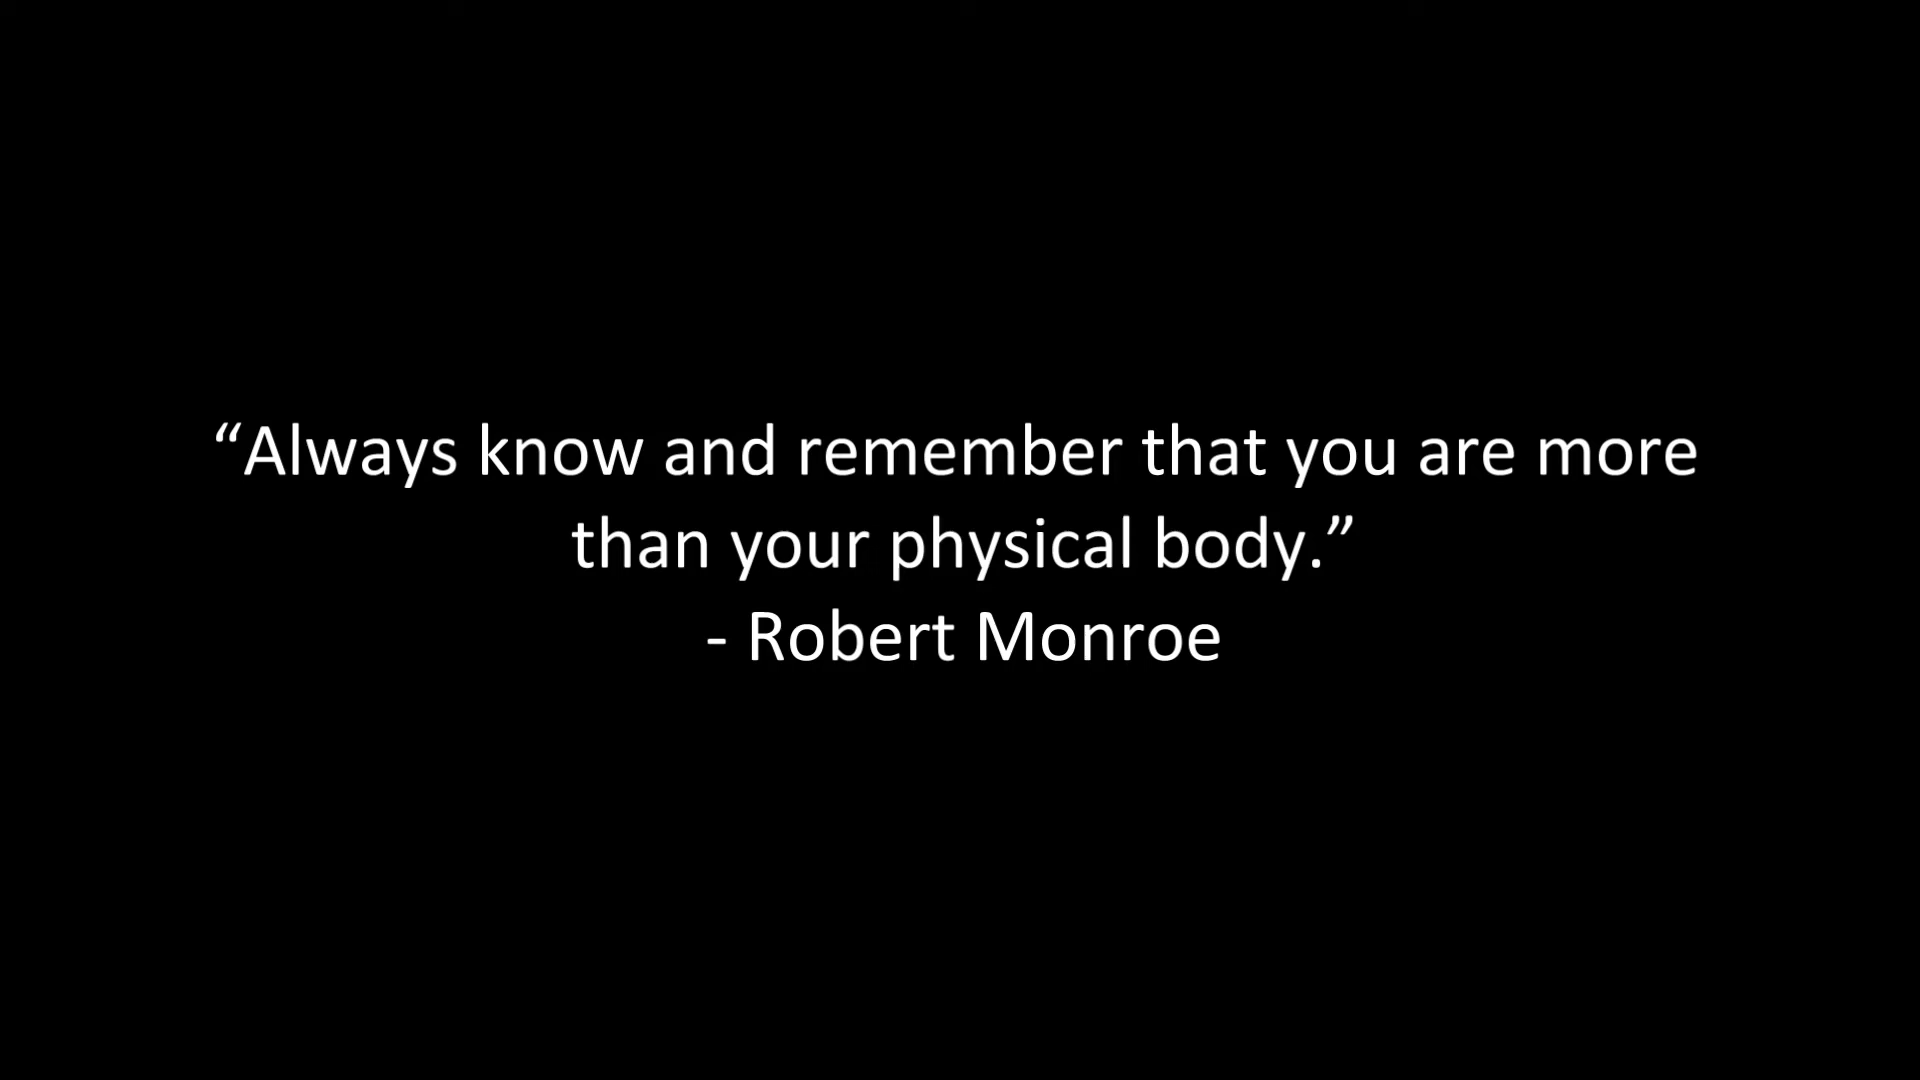 “Always know and remember that you are more
than your physical body.”
- Robert Monroe